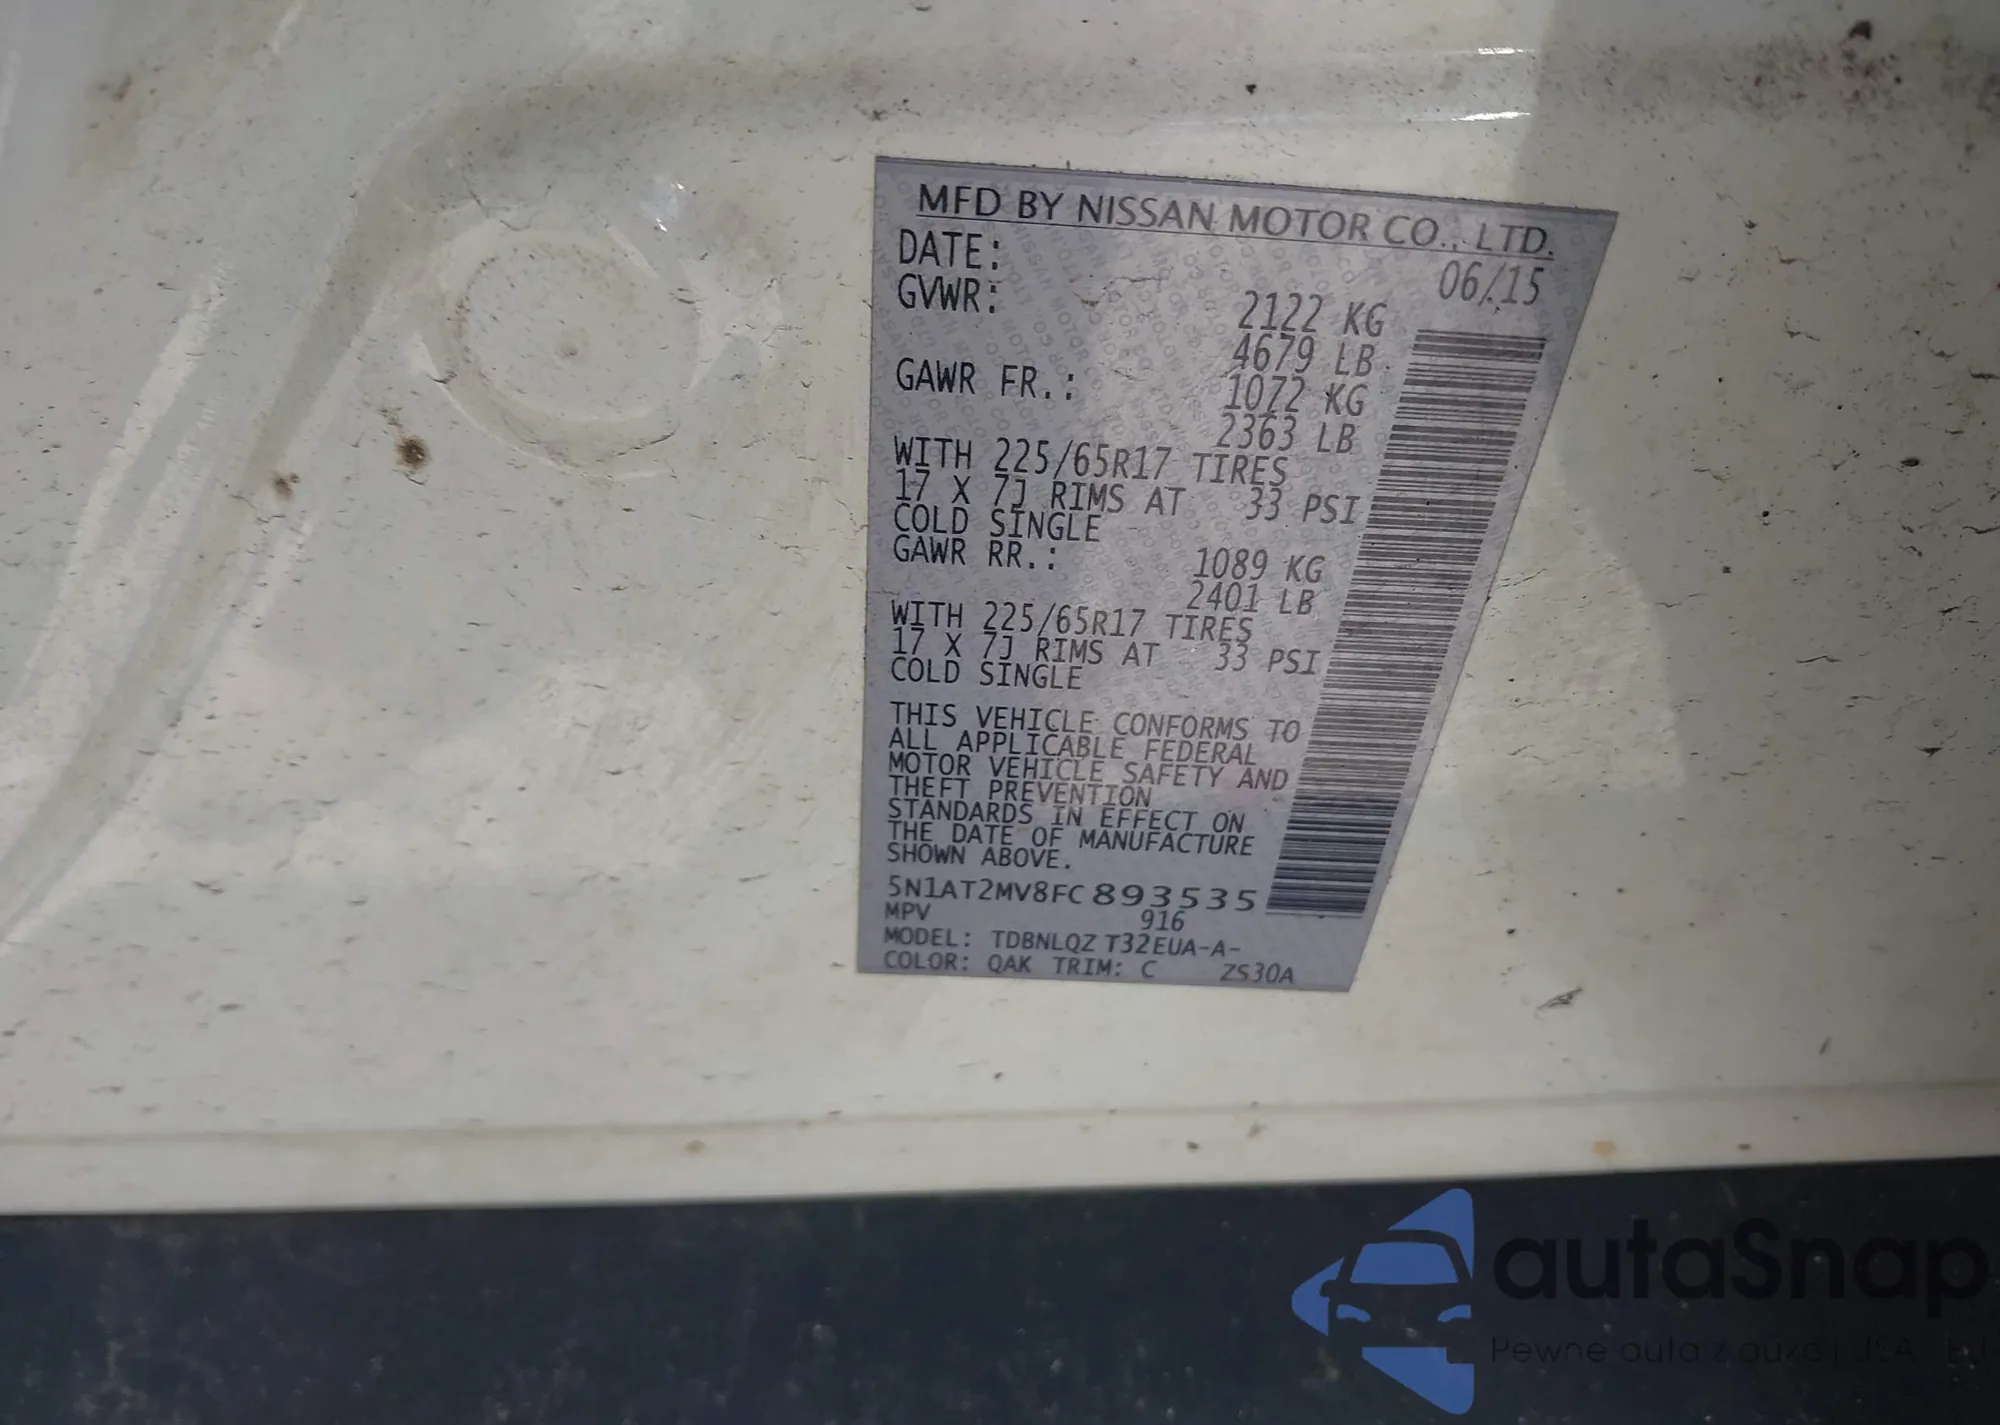 MFD BY NISSAN MOTOR CO., LTD.
DATE: 06/15
GVWR: 2122 KG
4679 LB
GAWR FR.: 1072 KG
2363 LB
WITH 225/65R17 TIRES
17 X 7J RIMS AT 33 PSI
COLD SINGLE
GAWR RR.: 1089 KG
2401 LB
WITH 225/65R17 TIRES
17 X 7J RIMS AT 33 PSI
COLD SINGLE
THIS VEHICLE CONFORMS TO
ALL APPLICABLE FEDERAL
MOTOR VEHICLE SAFETY AND
THEFT PREVENTION
STANDARDS IN EFFECT ON
THE DATE OF MANUFACTURE
SHOWN ABOVE.
5N1AT2MV8FC893535
MPV 916
MODEL: TDBNLQZ T32EUA-A-
COLOR: QAK TRIM: C ZS30A
autaSnap
Pewne auta z aukcji USA